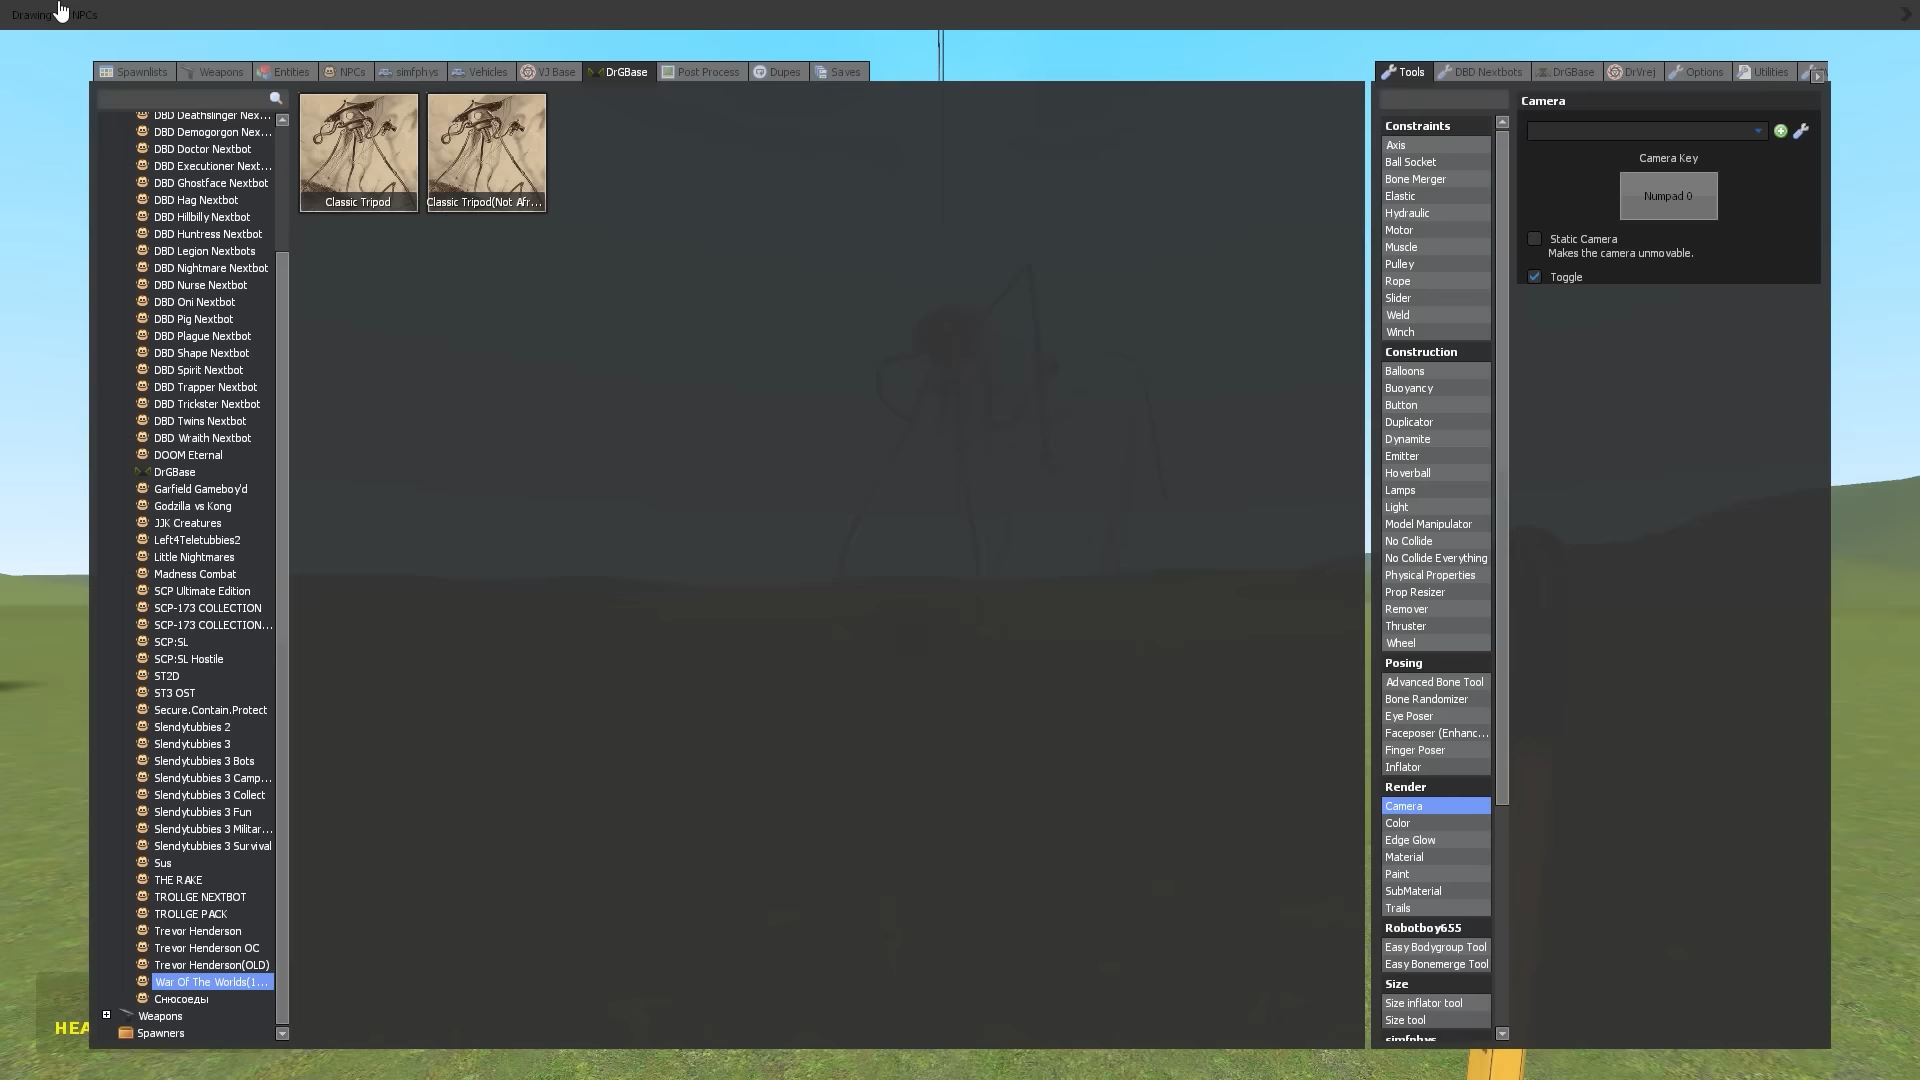 Drawing NPCs
Spawnlists Weapons Entities NPCs simfphys Vehicles VJ Base DrGBase Post Process Dupes Saves
DBD Deathslinger Nex...
DBD Demogorgon Nex...
DBD Doctor Nextbot
DBD Executioner Next...
DBD Ghostface Nextbot
DBD Hag Nextbot
DBD Hillbilly Nextbot
DBD Huntress Nextbot
DBD Legion Nextbots
DBD Nightmare Nextbot
DBD Nurse Nextbot
DBD Oni Nextbot
DBD Pig Nextbot
DBD Plague Nextbot
DBD Shape Nextbot
DBD Spirit Nextbot
DBD Trapper Nextbot
DBD Trickster Nextbot
DBD Twins Nextbot
DBD Wraith Nextbot
DOOM Eternal
DrGBase
Garfield Gameboy'd
Godzilla vs Kong
JJK Creatures
Left4Teletubbies2
Little Nightmares
Madness Combat
SCP Ultimate Edition
SCP-173 COLLECTION
SCP-173 COLLECTION...
SCP:SL
SCP:SL Hostile
ST2D
ST3 OST
Secure.Contain.Protect
Slendytubbies 2
Slendytubbies 3
Slendytubbies 3 Bots
Slendytubbies 3 Camp...
Slendytubbies 3 Collect
Slendytubbies 3 Fun
Slendytubbies 3 Militar...
Slendytubbies 3 Survival
Sus
THE RAKE
TROLLGE NEXTBOT
TROLLGE PACK
Trevor Henderson
Trevor Henderson OC
Trevor Henderson(OLD)
War Of The Worlds(1...
Снюсоеды
Weapons
Spawners
HEA
Classic Tripod
Classic Tripod(Not Afr...
Tools DBD Nextbots DrGBase DrVrej Options Utilities
Constraints
Axis
Ball Socket
Bone Merger
Elastic
Hydraulic
Motor
Muscle
Pulley
Rope
Slider
Weld
Winch
Construction
Balloons
Buoyancy
Button
Duplicator
Dynamite
Emitter
Hoverball
Lamps
Light
Model Manipulator
No Collide
No Collide Everything
Physical Properties
Prop Resizer
Remover
Thruster
Wheel
Posing
Advanced Bone Tool
Bone Randomizer
Eye Poser
Faceposer (Enhanc...
Finger Poser
Inflator
Render
Camera
Color
Edge Glow
Material
Paint
SubMaterial
Trails
Robotboy655
Easy Bodygroup Tool
Easy Bonemerge Tool
Size
Size inflator tool
Size tool
simfphys
Camera
Camera Key
Numpad 0
Static Camera
Makes the camera unmovable.
Toggle